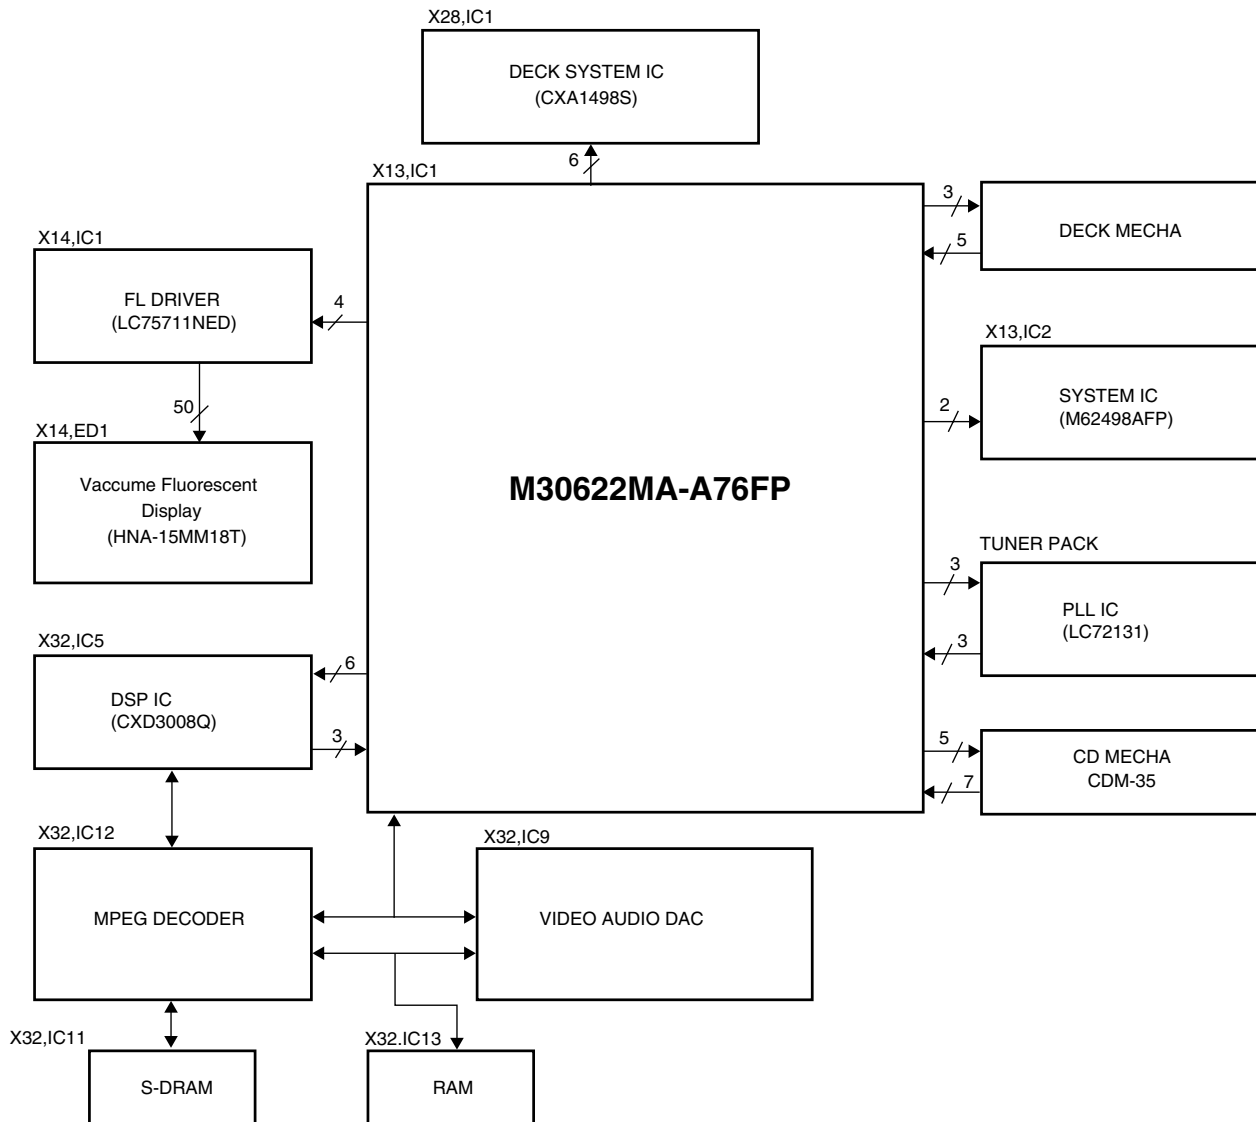 X28,IC1
DECK SYSTEM IC
(CXA1498S)
6
X13,IC1
M30622MA-A76FP
3
5
DECK MECHA
X14,IC1
FL DRIVER
(LC75711NED)
4
50
X14,ED1
Vaccume Fluorescent
Display
(HNA-15MM18T)
X13,IC2
SYSTEM IC
(M62498AFP)
2
TUNER PACK
3
PLL IC
(LC72131)
3
X32,IC5
DSP IC
(CXD3008Q)
6
3
5
7
CD MECHA
CDM-35
X32,IC12
MPEG DECODER
X32,IC9
VIDEO AUDIO DAC
X32,IC11
S-DRAM
X32.IC13
RAM